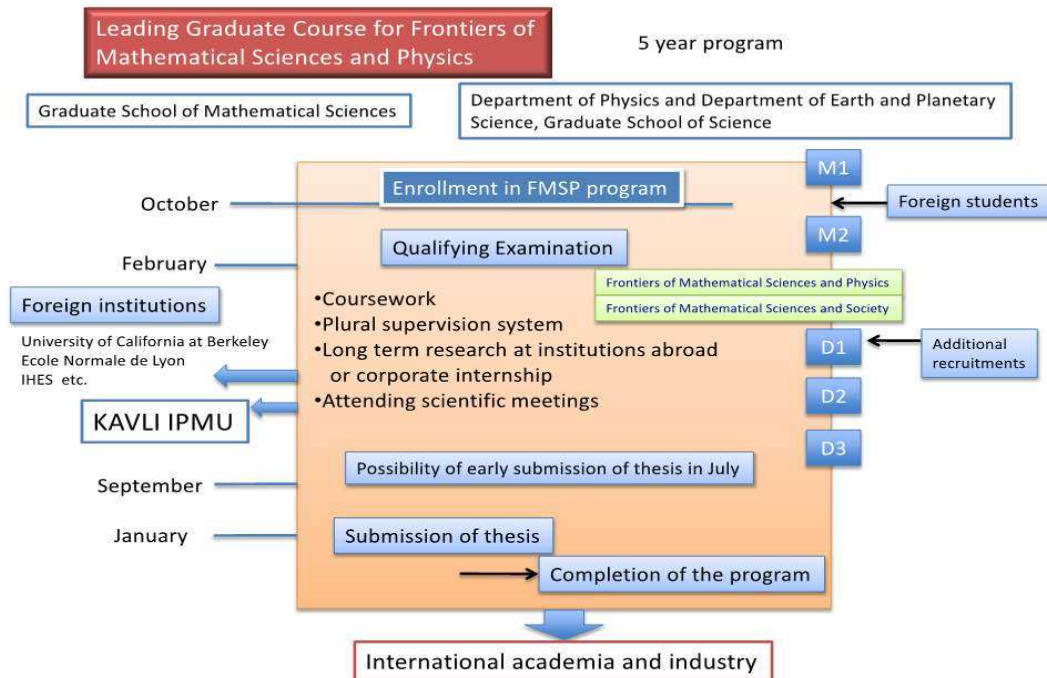 Leading Graduate Course for Frontiers of
Mathematical Sciences and Physics
5 year program
Graduate School of Mathematical Sciences
Department of Physics and Department of Earth and Planetary
Science, Graduate School of Science
M1
Enrollment in FMSP program
October
Foreign students
M2
Qualifying Examination
February
Frontiers of Mathematical Sciences and Physics
Frontiers of Mathematical Sciences and Society
Foreign institutions
University of California at Berkeley
Ecole Normale de Lyon
IHES etc.
KAVLI IPMU
•Coursework
•Plural supervision system
•Long term research at institutions abroad
or corporate internship
•Attending scientific meetings
D1
Additional
recruitments
D2
D3
Possibility of early submission of thesis in July
September
January
Submission of thesis
Completion of the program
International academia and industry